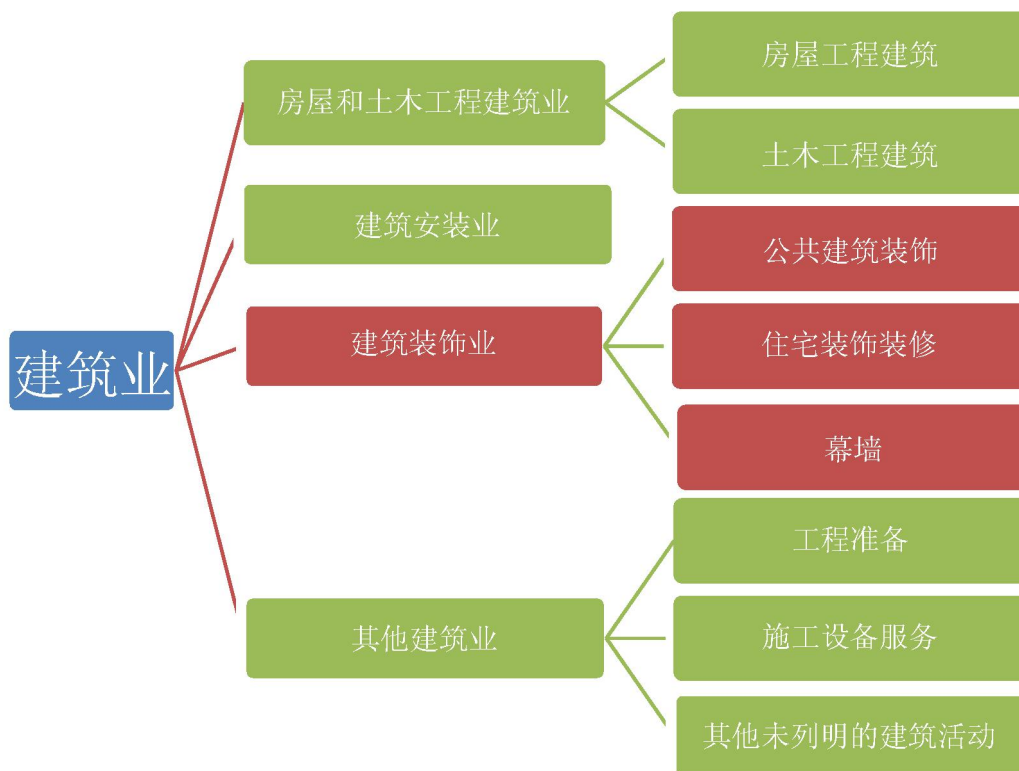 建筑业
房屋和土木工程建筑业
房屋工程建筑
土木工程建筑
建筑安装业
建筑装饰业
公共建筑装饰
住宅装饰装修
幕墙
其他建筑业
工程准备
施工设备服务
其他未列明的建筑活动